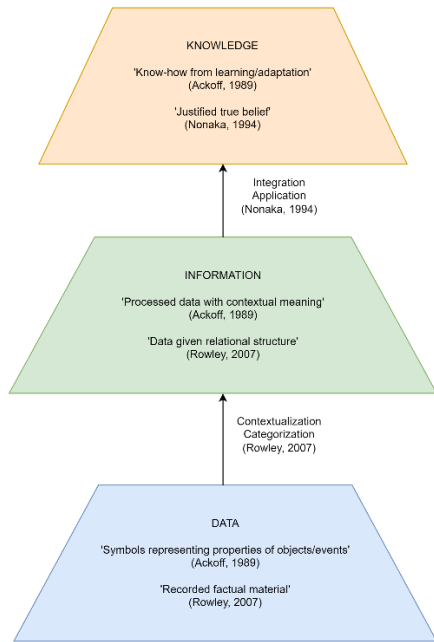 KNOWLEDGE
'Know-how from learning/adaptation'
(Ackoff, 1989)
'Justified true belief'
(Nonaka, 1994)
Integration
Application
(Nonaka, 1994)
INFORMATION
'Processed data with contextual meaning'
(Ackoff, 1989)
'Data given relational structure'
(Rowley, 2007)
Contextualization
Categorization
(Rowley, 2007)
DATA
'Symbols representing properties of objects/events'
(Ackoff, 1989)
'Recorded factual material'
(Rowley, 2007)